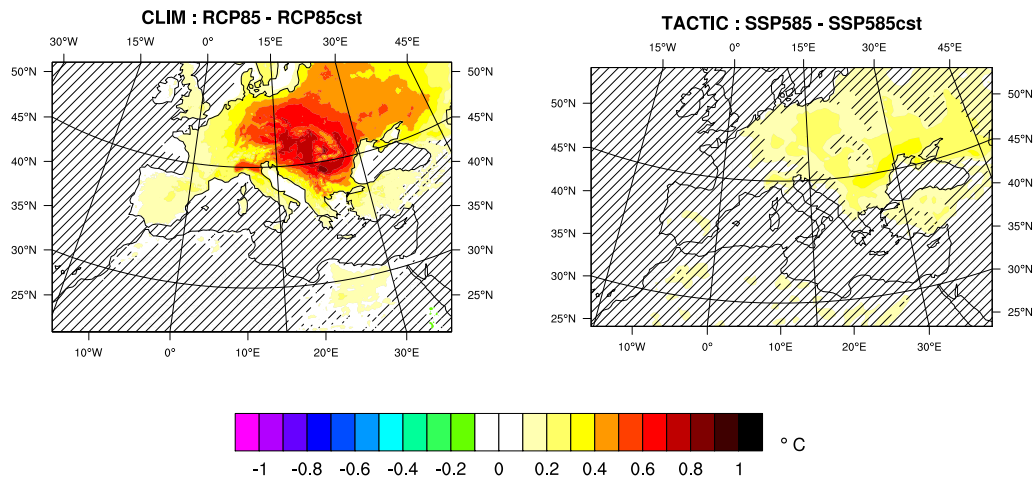 CLIM : RCP85 - RCP85cst
30°W 15°W 0° 15°E 30°E 45°E
50°N 50°N
45°N 45°N
40°N 40°N
35°N 35°N
30°N 30°N
25°N 25°N
10°W 0° 10°E 20°E 30°E
TACTIC : SSP585 - SSP585cst
15°W 0° 15°E 30°E 45°E
50°N 50°N
45°N 45°N
40°N 40°N
35°N 35°N
30°N 30°N
25°N 25°N
10°W 0° 10°E 20°E 30°E
-1 -0.8 -0.6 -0.4 -0.2 0 0.2 0.4 0.6 0.8 1
° C